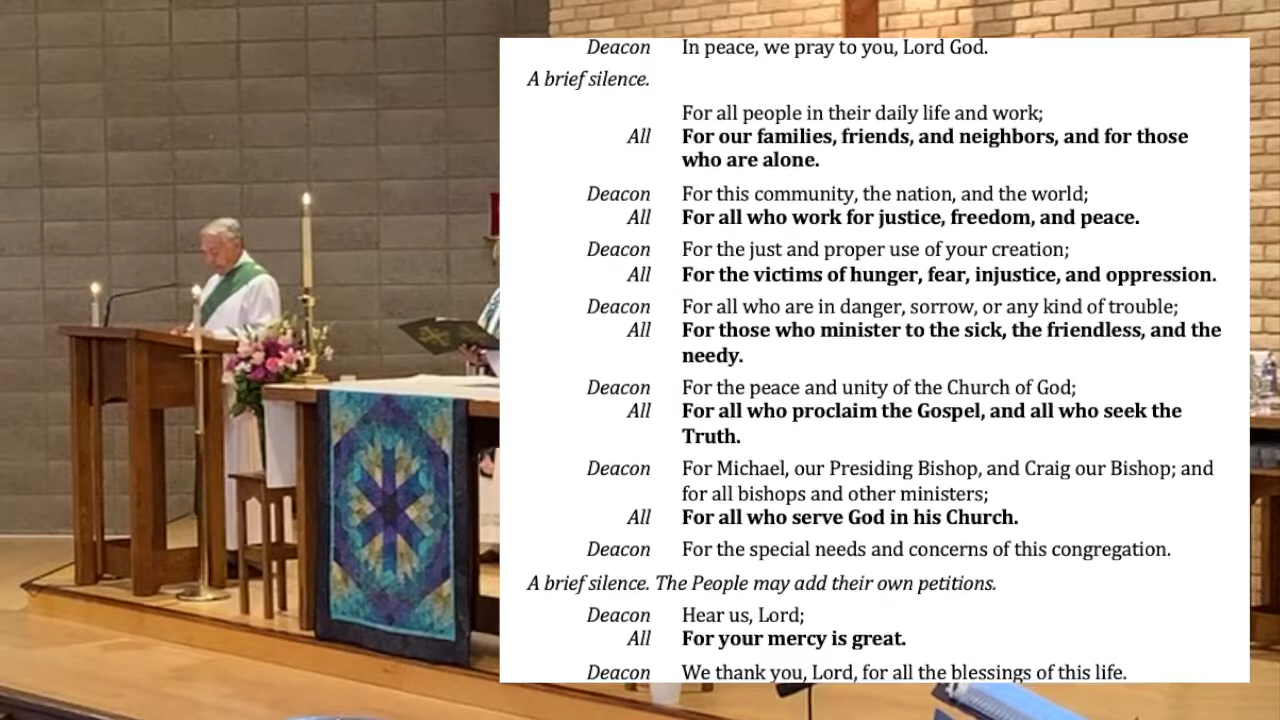 Deacon In peace, we pray to you, Lord God.
A brief silence.
For all people in their daily life and work;
All For our families, friends, and neighbors, and for those
who are alone.
Deacon For this community, the nation, and the world;
All For all who work for justice, freedom, and peace.
Deacon For the just and proper use of your creation;
All For the victims of hunger, fear, injustice, and oppression.
Deacon For all who are in danger, sorrow, or any kind of trouble;
All For those who minister to the sick, the friendless, and the
needy.
Deacon For the peace and unity of the Church of God;
All For all who proclaim the Gospel, and all who seek the
Truth.
Deacon For Michael, our Presiding Bishop, and Craig our Bishop; and
for all bishops and other ministers;
All For all who serve God in his Church.
Deacon For the special needs and concerns of this congregation.
A brief silence. The People may add their own petitions.
Deacon Hear us, Lord;
All For your mercy is great.
Deacon We thank you, Lord, for all the blessings of this life.